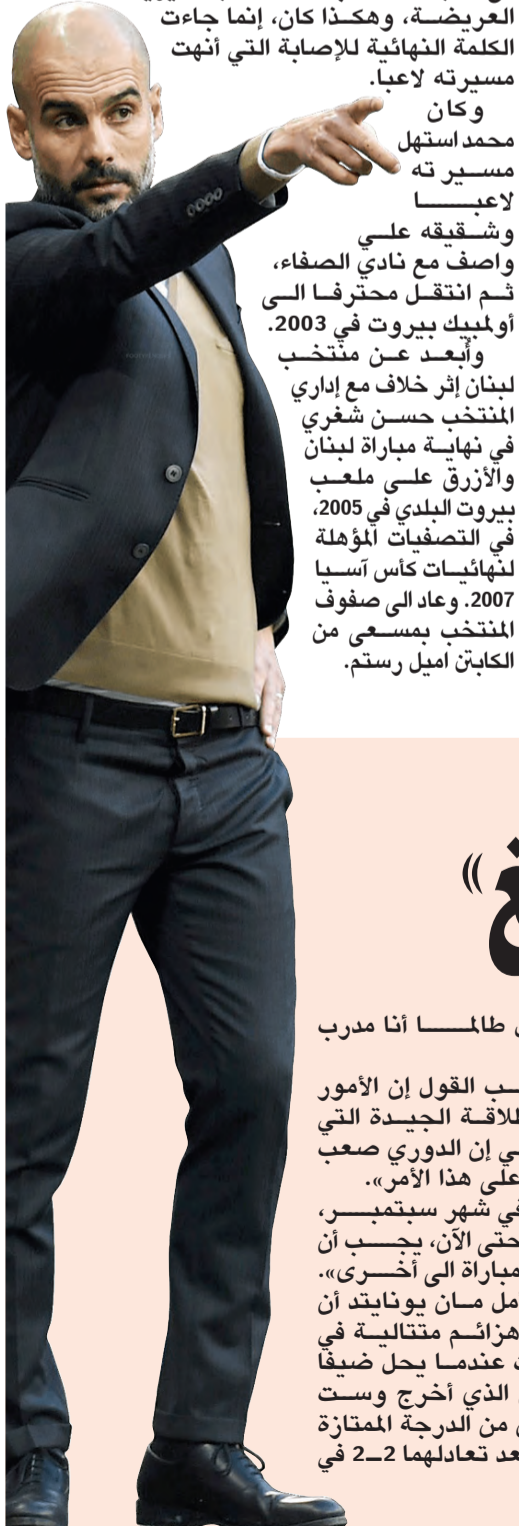 العريضة، وهكذا كان، إنما جاءت
الكلمة النهائية للإصابة التي أنهت
مسيرته لاعبا.
وكان
محمد استهل
مسيرته
لاعبا
وشقيقه علي
واصف مع نادي الصفاء،
ثم انتقل محترفا الى
أولمبيك بيروت في 2003.
وأبعد عن منتخب
لبنان إثر خلاف مع إداري
المنتخب حسن شغري
في نهاية مباراة لبنان
والأزرق على ملعب
بيروت البلدي في 2005،
في التصفيات المؤهلة
لنهائيات كأس آسيا
2007. وعاد الى صفوف
المنتخب بمسعى من
الكابتن اميل رستم.
»
طالما أنا مدرب
القول إن الأمور
الجيدة التي
إن الدوري صعب
على هذا الأمر».
في شهر سبتمبر،
حتى الآن، يجب أن
مباراة الى أخرى».
مان يونايتد أن
هزائم متتالية في
عندما يحل ضيفا
الذي أخرج وست
من الدرجة الممتازة
تعادلهما 2ــ2 في